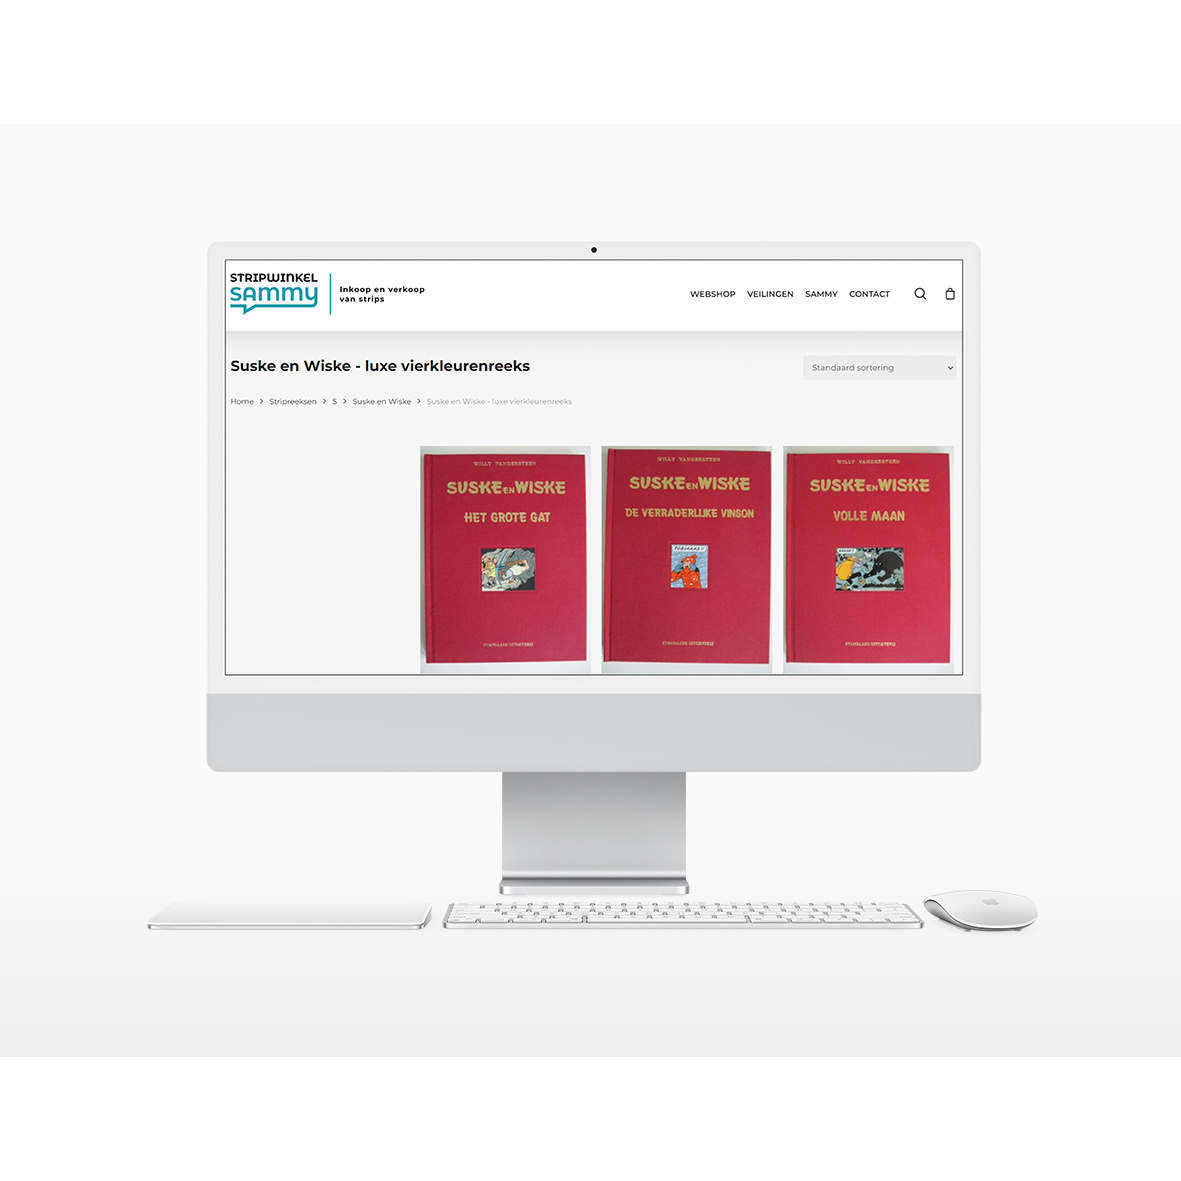 STRIPWINKEL
sammy
Inkoop en verkoop
van strips
WEBSHOP VEILINGEN SAMMY CONTACT
Suske en Wiske - luxe vierkleurenreeks
Standaard sortering
Home > Stripreeksen > S > Suske en Wiske > Suske en Wiske - luxe vierkleurenreeks
WILLY VANDERSTEEN
SUSKE EN WISKE
HET GROTE GAT
STANDAARD UITGEVERIJ
WILLY VANDERSTEEN
SUSKE EN WISKE
DE VERRADERLIJKE VINSON
STANDAARD UITGEVERIJ
WILLY VANDERSTEEN
SUSKE EN WISKE
VOLLE MAAN
STANDAARD UITGEVERIJ